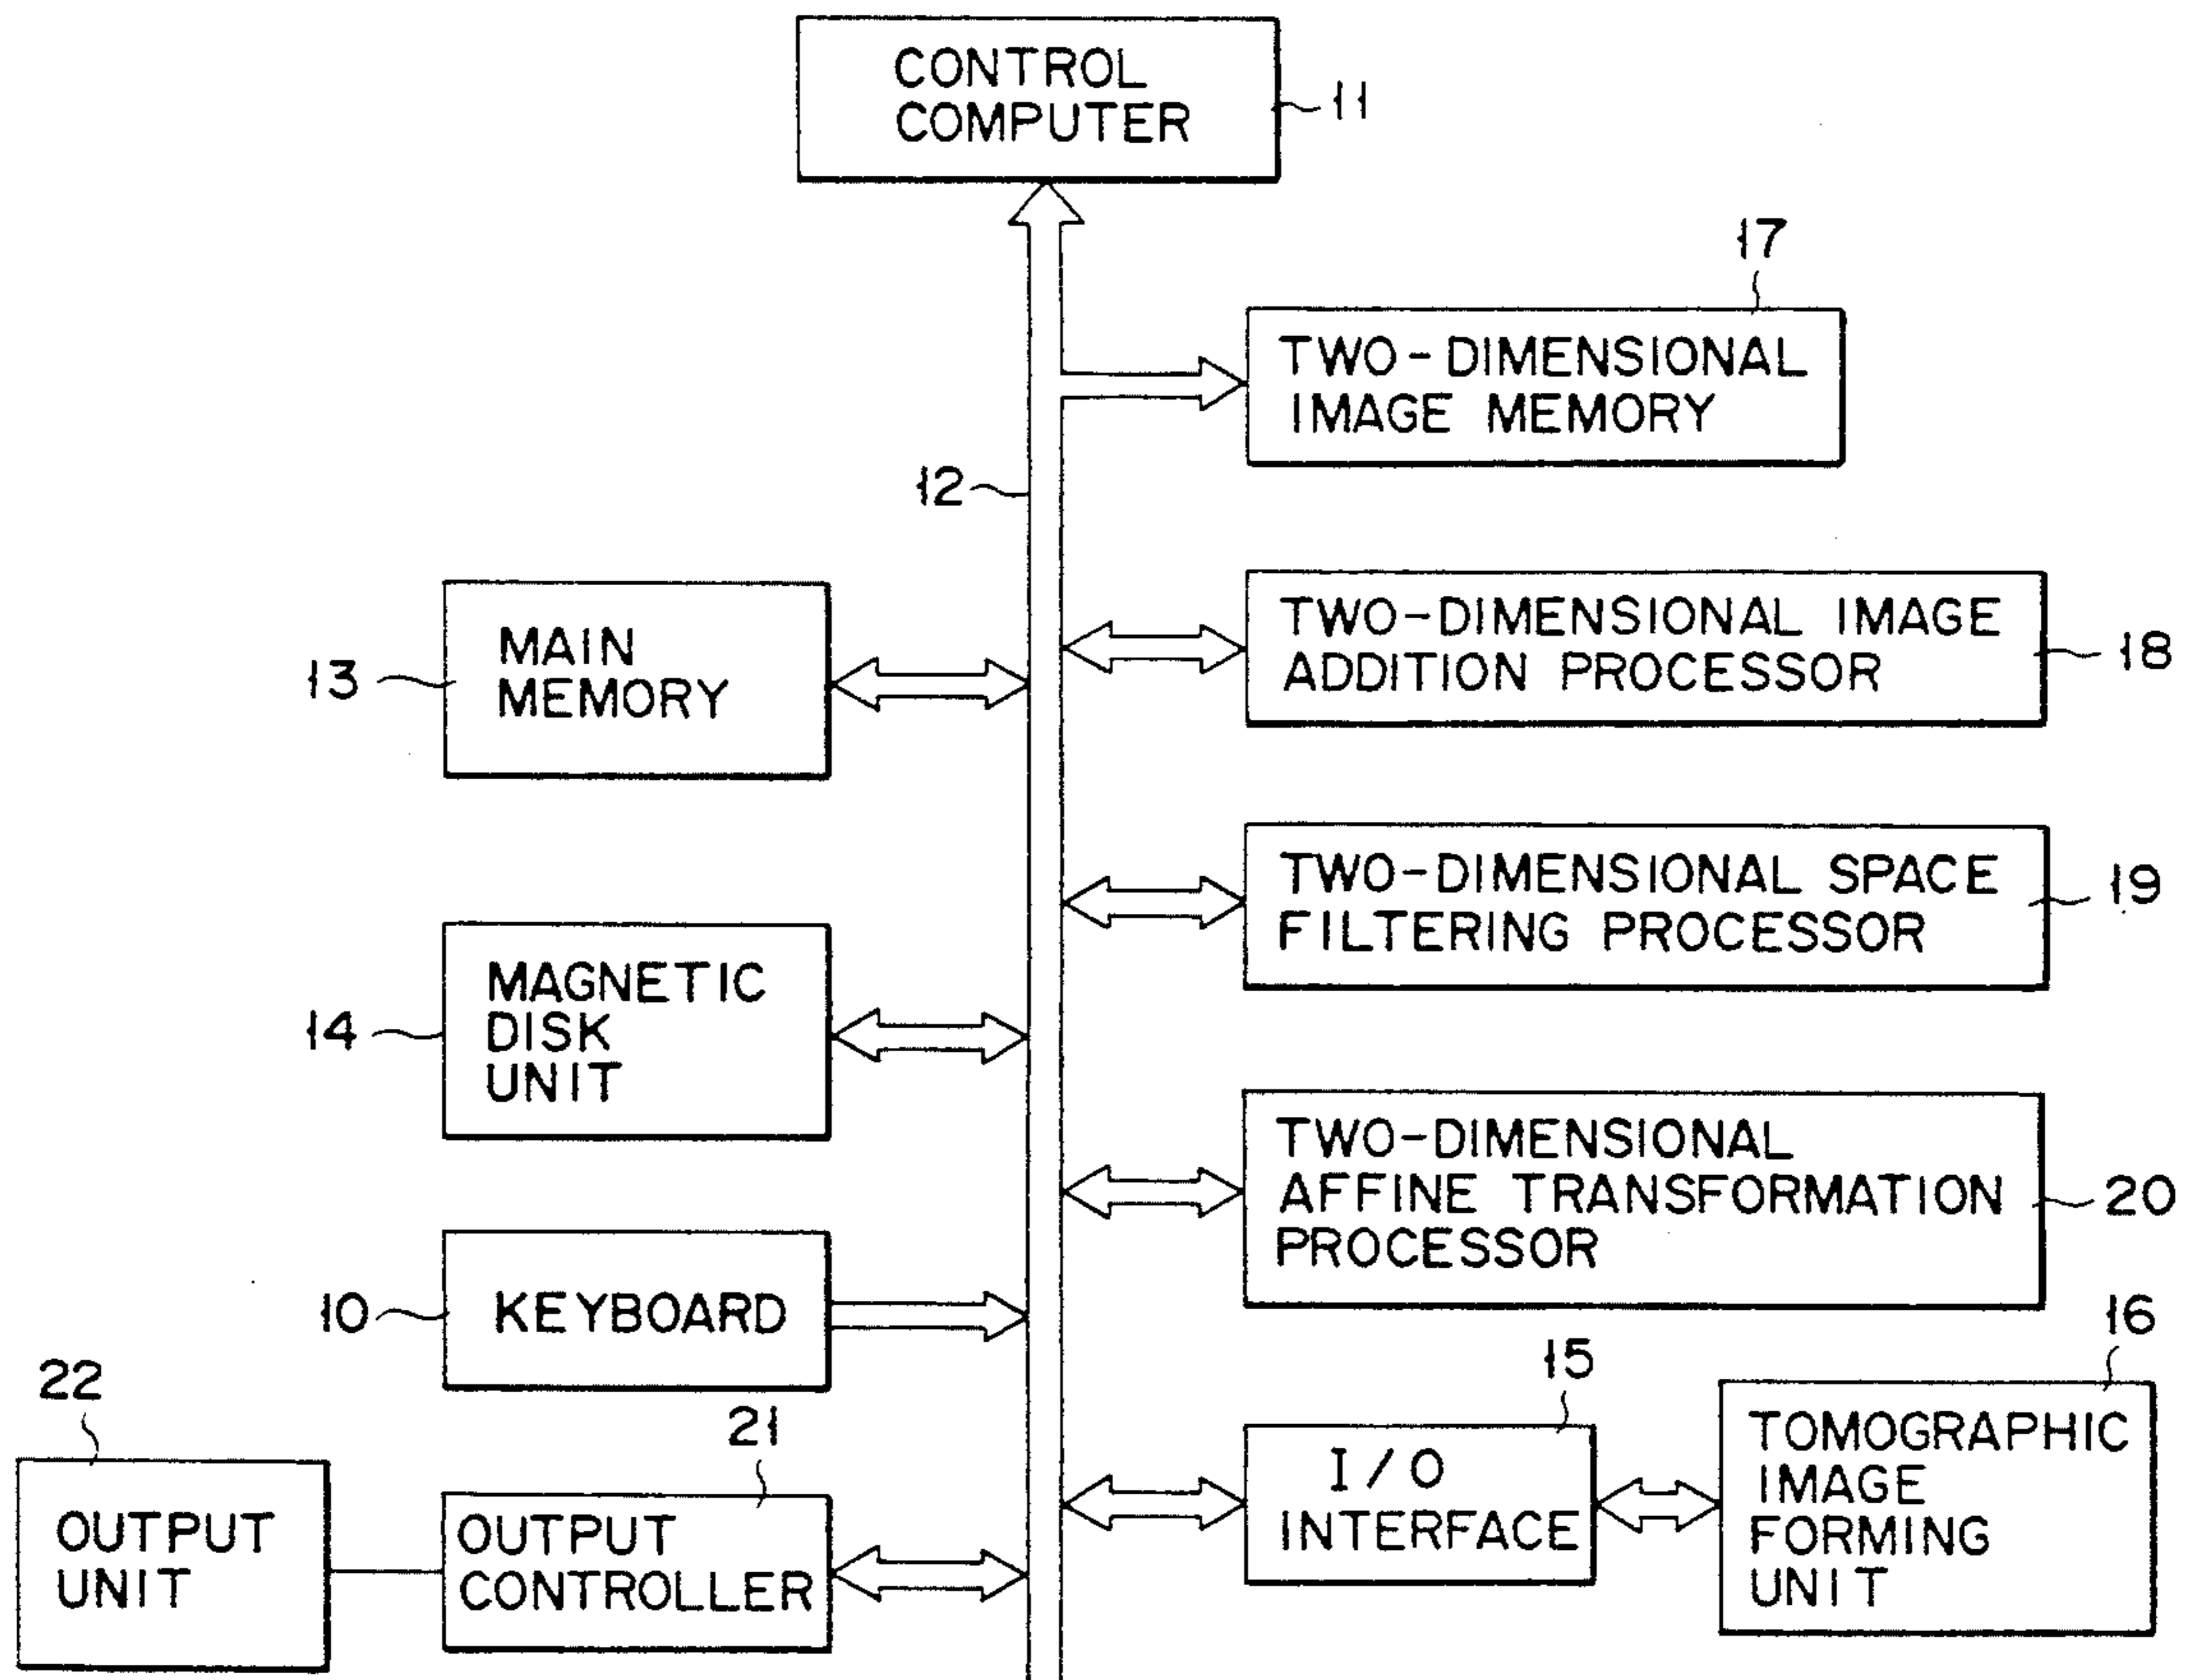 CONTROL
COMPUTER
11
17
TWO-DIMENSIONAL
IMAGE MEMORY
12
TWO-DIMENSIONAL IMAGE
ADDITION PROCESSOR
18
13
MAIN
MEMORY
TWO-DIMENSIONAL SPACE
FILTERING PROCESSOR
19
14
MAGNETIC
DISK
UNIT
TWO-DIMENSIONAL
AFFINE TRANSFORMATION
PROCESSOR
20
10
KEYBOARD
16
15
22
21
TOMOGRAPHIC
IMAGE
FORMING
UNIT
I/O
INTERFACE
OUTPUT
UNIT
OUTPUT
CONTROLLER